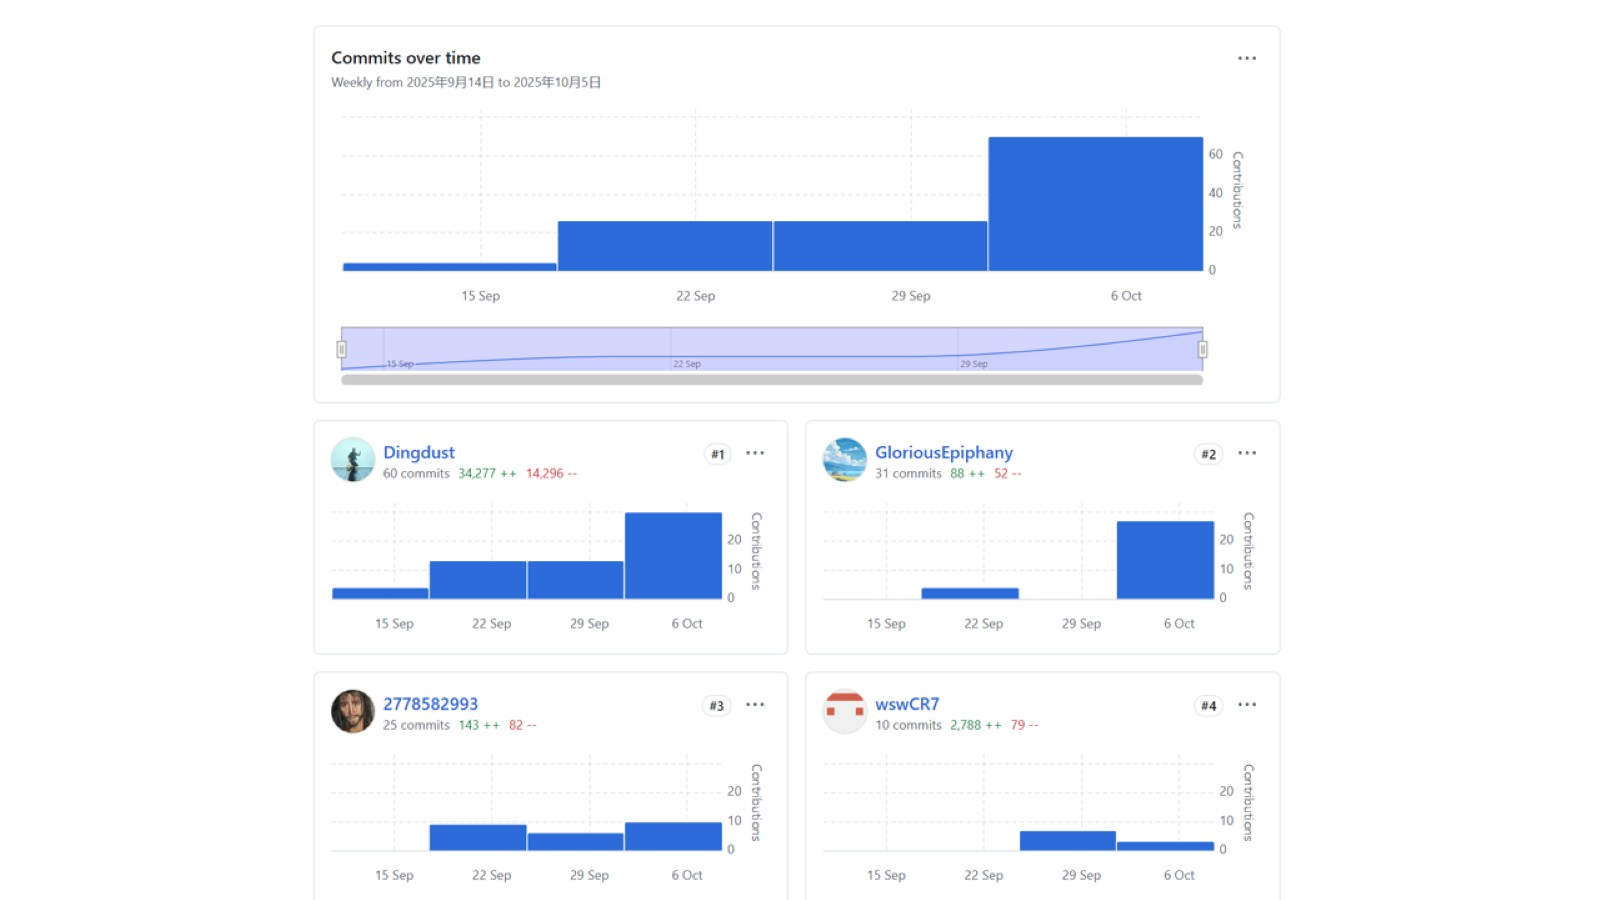 Commits over time
Weekly from 2025年9月14日 to 2025年10月5日
60
40
20
0
Contributions
15 Sep 22 Sep 29 Sep 6 Oct
15 Sep 22 Sep 29 Sep
Dingdust #1
60 commits 34,277 ++ 14,296 --
20
10
0
Contributions
15 Sep 22 Sep 29 Sep 6 Oct
GloriousEpiphany #2
31 commits 88 ++ 52 --
20
10
0
Contributions
15 Sep 22 Sep 29 Sep 6 Oct
2778582993 #3
25 commits 143 ++ 82 --
20
10
0
Contributions
15 Sep 22 Sep 29 Sep 6 Oct
wswCR7 #4
10 commits 2,788 ++ 79 --
20
10
0
Contributions
15 Sep 22 Sep 29 Sep 6 Oct